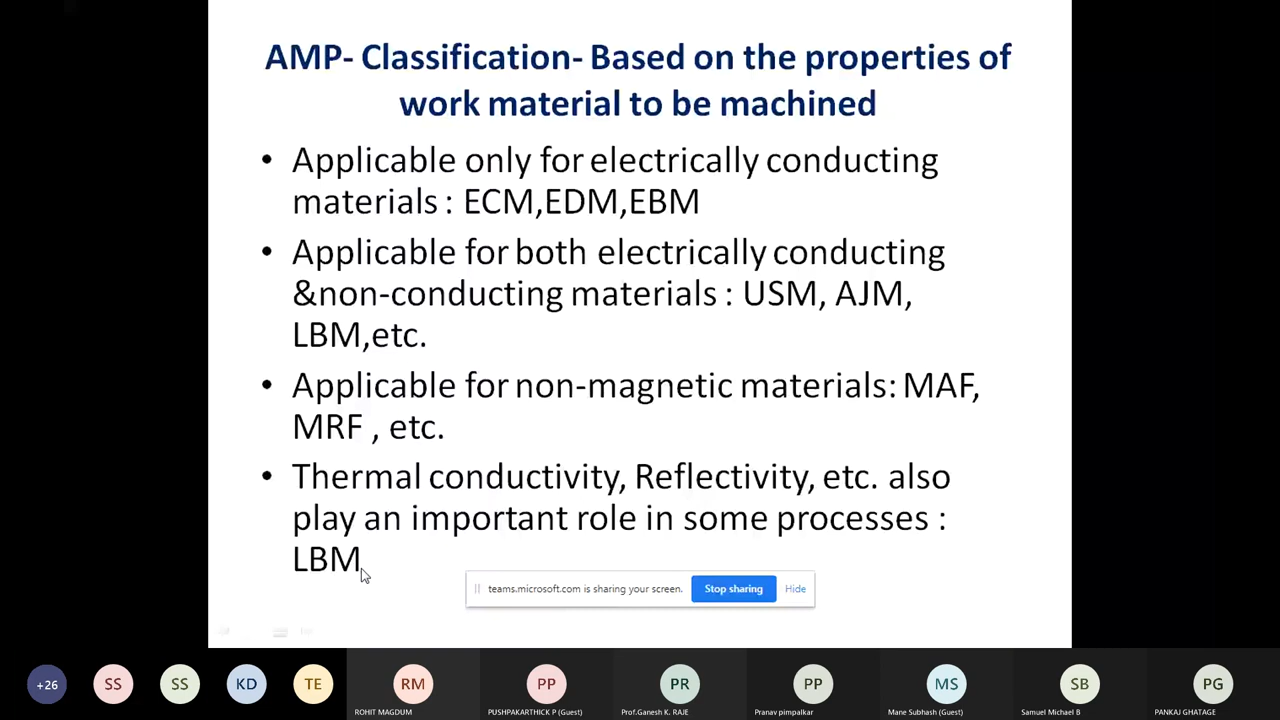 AMP- Classification- Based on the properties of
work material to be machined
• Applicable only for electrically conducting
materials : ECM,EDM,EBM
• Applicable for both electrically conducting
&non-conducting materials : USM, AJM,
LBM,etc.
• Applicable for non-magnetic materials: MAF,
MRF , etc.
• Thermal conductivity, Reflectivity, etc. also
play an important role in some processes :
LBM
teams.microsoft.com is sharing your screen.
Stop sharing
Hide
+26
SS
SS
KD
TE
RM
PP
PR
PP
MS
SB
PG
ROHIT MAGDUM
PUSHPAKARTHICK P (Guest)
Prof.Ganesh K. RAJE
Pranav pimpalkar
Mane Subhash (Guest)
Samuel Michael B
PANKAJ GHATAGE